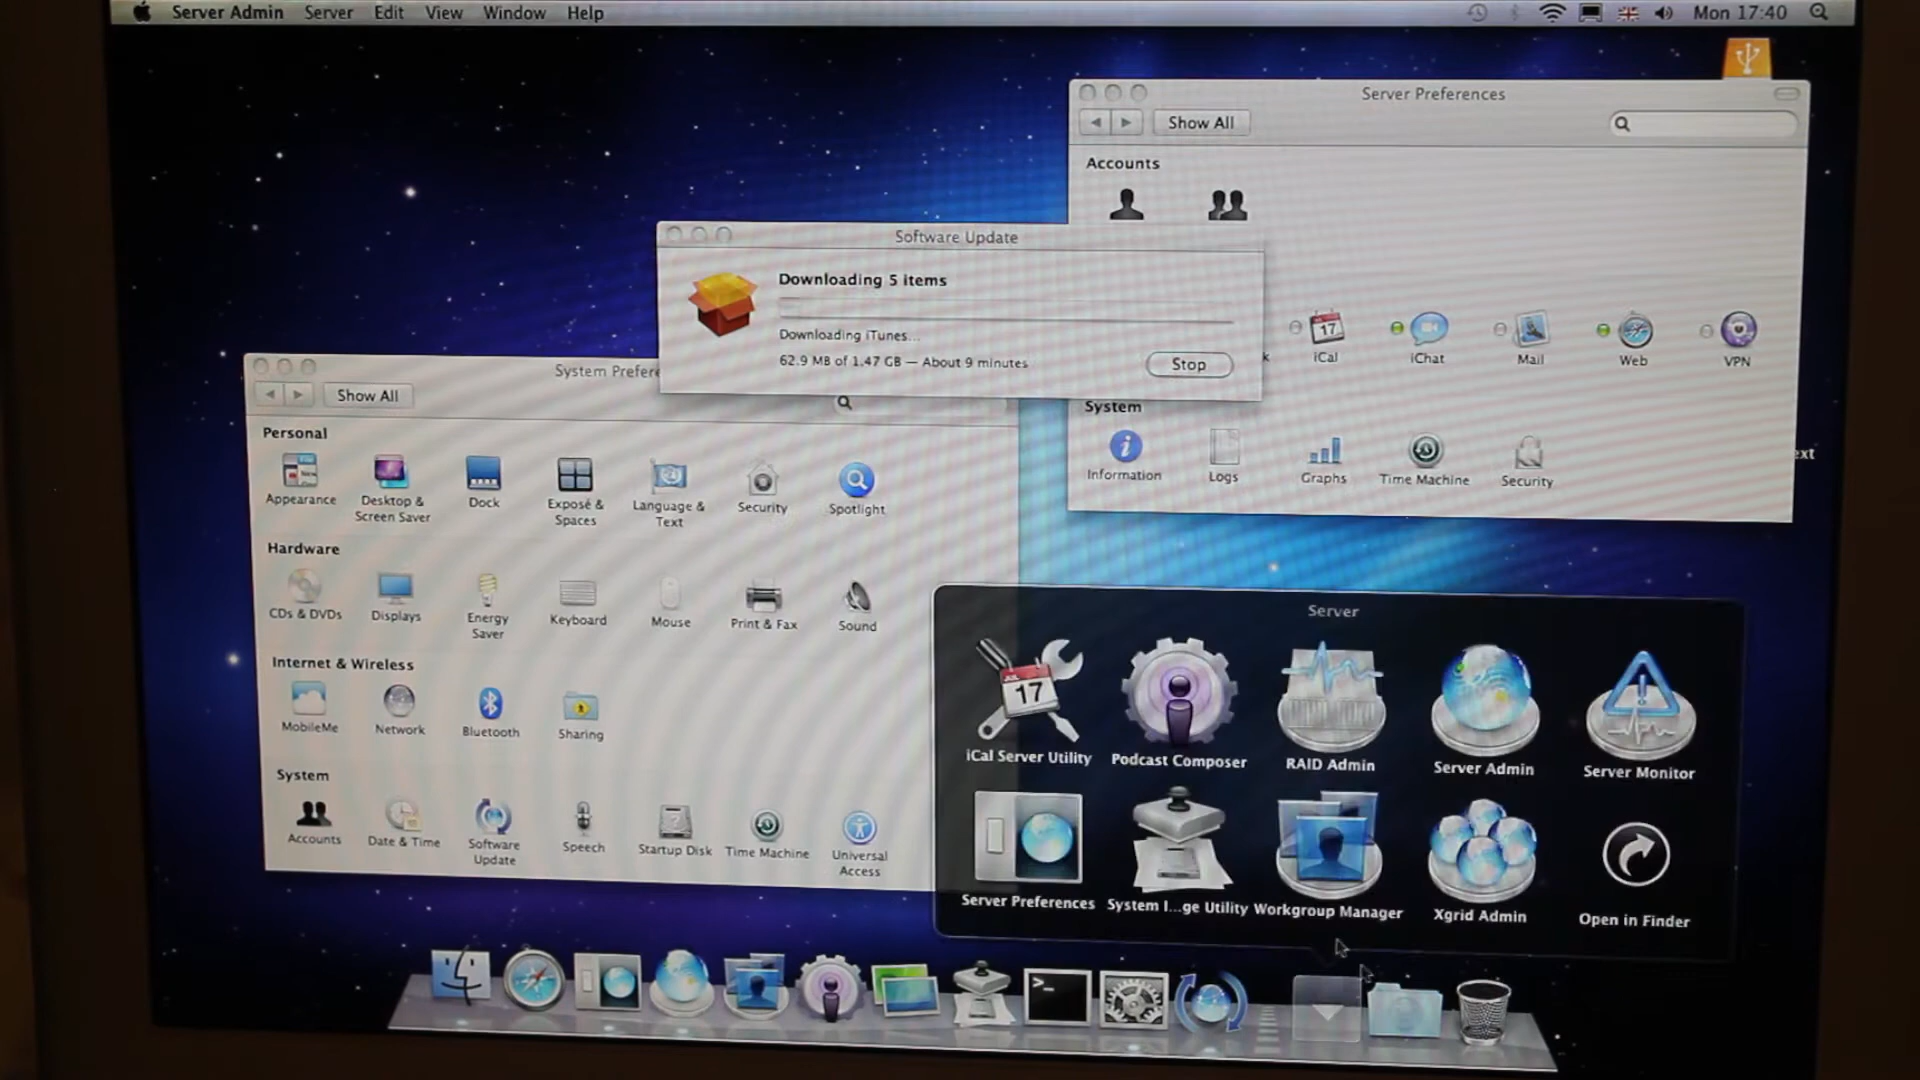 Server Admin Server Edit View Window Help
Mon 17:40
Server Preferences
Show All
Accounts
Software Update
Downloading 5 items
Downloading iTunes...
62.9 MB of 1.47 GB — About 9 minutes
Stop
17
iCal
iChat
Mail
Web
VPN
System
Information
Logs
Graphs
Time Machine
Security
ext
System Prefere
Show All
Personal
Appearance
Desktop &
Screen Saver
Dock
Exposé &
Spaces
Language &
Text
Security
Spotlight
Hardware
CDs & DVDs
Displays
Energy
Saver
Keyboard
Mouse
Print & Fax
Sound
Internet & Wireless
MobileMe
Network
Bluetooth
Sharing
System
Accounts
Date & Time
Software
Update
Speech
Startup Disk
Time Machine
Universal
Access
Server
JUL
17
iCal Server Utility
Podcast Composer
RAID Admin
Server Admin
Server Monitor
Server Preferences
System I...ge Utility
Workgroup Manager
Xgrid Admin
Open in Finder
>_